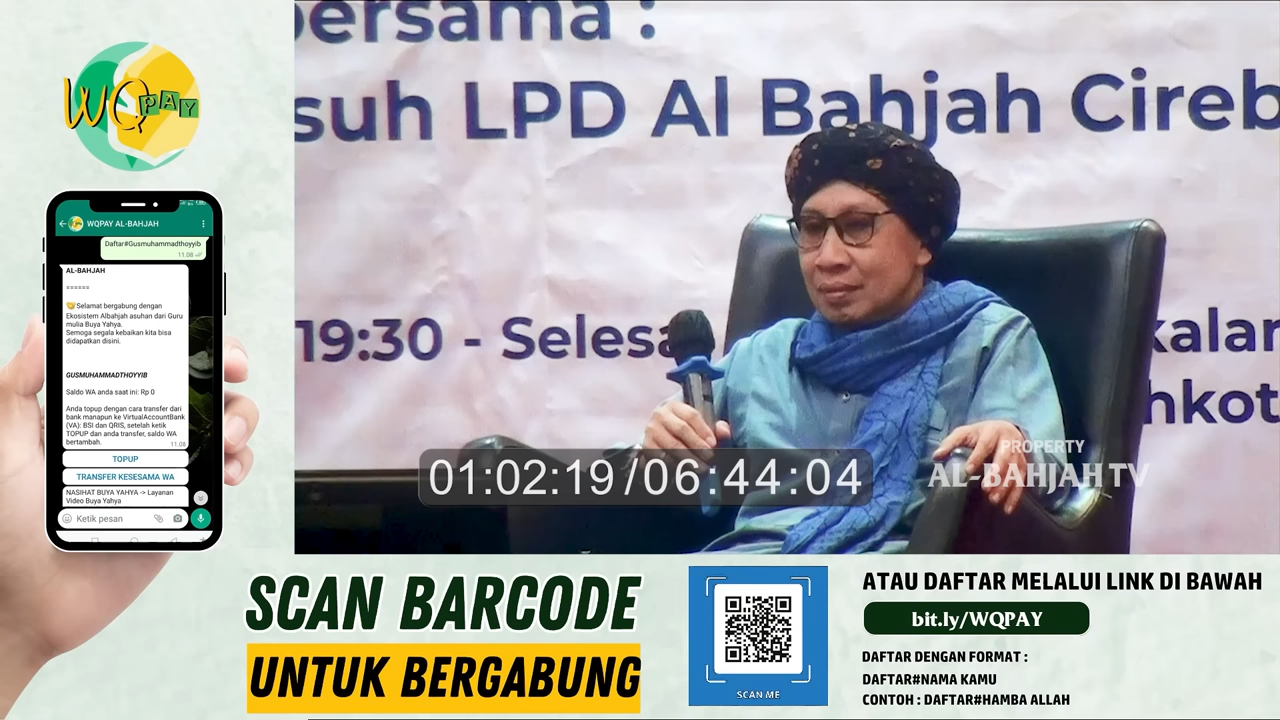 WQPAY
WQPAY AL-BAHJAH
Daftar#Gusmuhammadthoyyib
11.08
AL-BAHJAH
======
Selamat bergabung dengan
Ekosistem Albahjah asuhan dari Guru
mulia Buya Yahya.
Semoga segala kebaikan kita bisa
didapatkan disini.
GUSMUHAMMADTHOYYIB
Saldo WA anda saat ini: Rp 0
Anda topup dengan cara transfer dari
bank manapun ke VirtualAccountBank
(VA): BSI dan QRIS, setelah ketik
TOPUP dan anda transfer, saldo WA
bertambah.
11.08
TOPUP
TRANSFER KESESAMA WA
NASIHAT BUYA YAHYA -> Layanan
Video Buya Yahya
Ketik pesan
bersama :
suh LPD Al Bahjah Cireb
19:30 - Selesa
kalan
hkot
PROPERTY
AL-BAHJAH TV
01:02:19/06:44:04
SCAN BARCODE
UNTUK BERGABUNG
SCAN ME
ATAU DAFTAR MELALUI LINK DI BAWAH
bit.ly/WQPAY
DAFTAR DENGAN FORMAT :
DAFTAR#NAMA KAMU
CONTOH : DAFTAR#HAMBA ALLAH